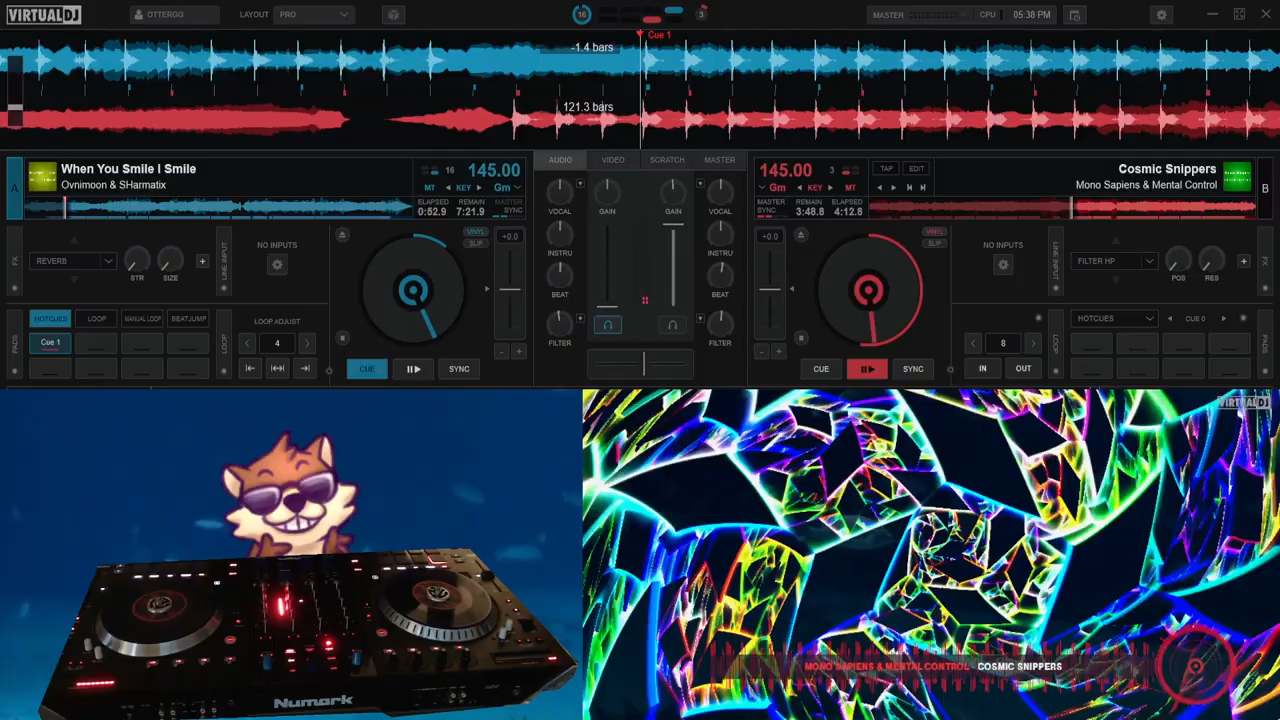 VIRTUALDJ
OTTERGG
LAYOUT PRO
16
3
MASTER
CPU
05:38 PM
Cue 1
-1.4 bars
121.3 bars
A
When You Smile I Smile
Ovnimoon & SHarmatix
16 145.00
MT KEY Gm
ELAPSED REMAIN MASTER
0:52.9 7:21.9 SYNC
AUDIO VIDEO SCRATCH MASTER
145.00 3
Gm KEY MT
MASTER REMAIN ELAPSED
SYNC 3:48.8 4:12.8
TAP EDIT
Cosmic Snippers
Mono Sapiens & Mental Control
B
VOCAL GAIN GAIN VOCAL
INSTRU INSTRU
BEAT BEAT
FILTER FILTER
FX
REVERB
STR SIZE
LINE INPUT
NO INPUTS
VINYL
SLIP
+0.0
+0.0
VINYL
SLIP
NO INPUTS
LINE INPUT
FILTER HP
POS RES
FX
PADS
HOTCUES LOOP MANUAL LOOP BEATJUMP
Cue 1
LOOP
LOOP ADJUST
4
CUE SYNC
CUE SYNC
8
IN OUT
LOOP
HOTCUES CUE 0
PADS
Numark
VIRTUALDJ
MONO SAPIENS & MENTAL CONTROL - COSMIC SNIPPERS